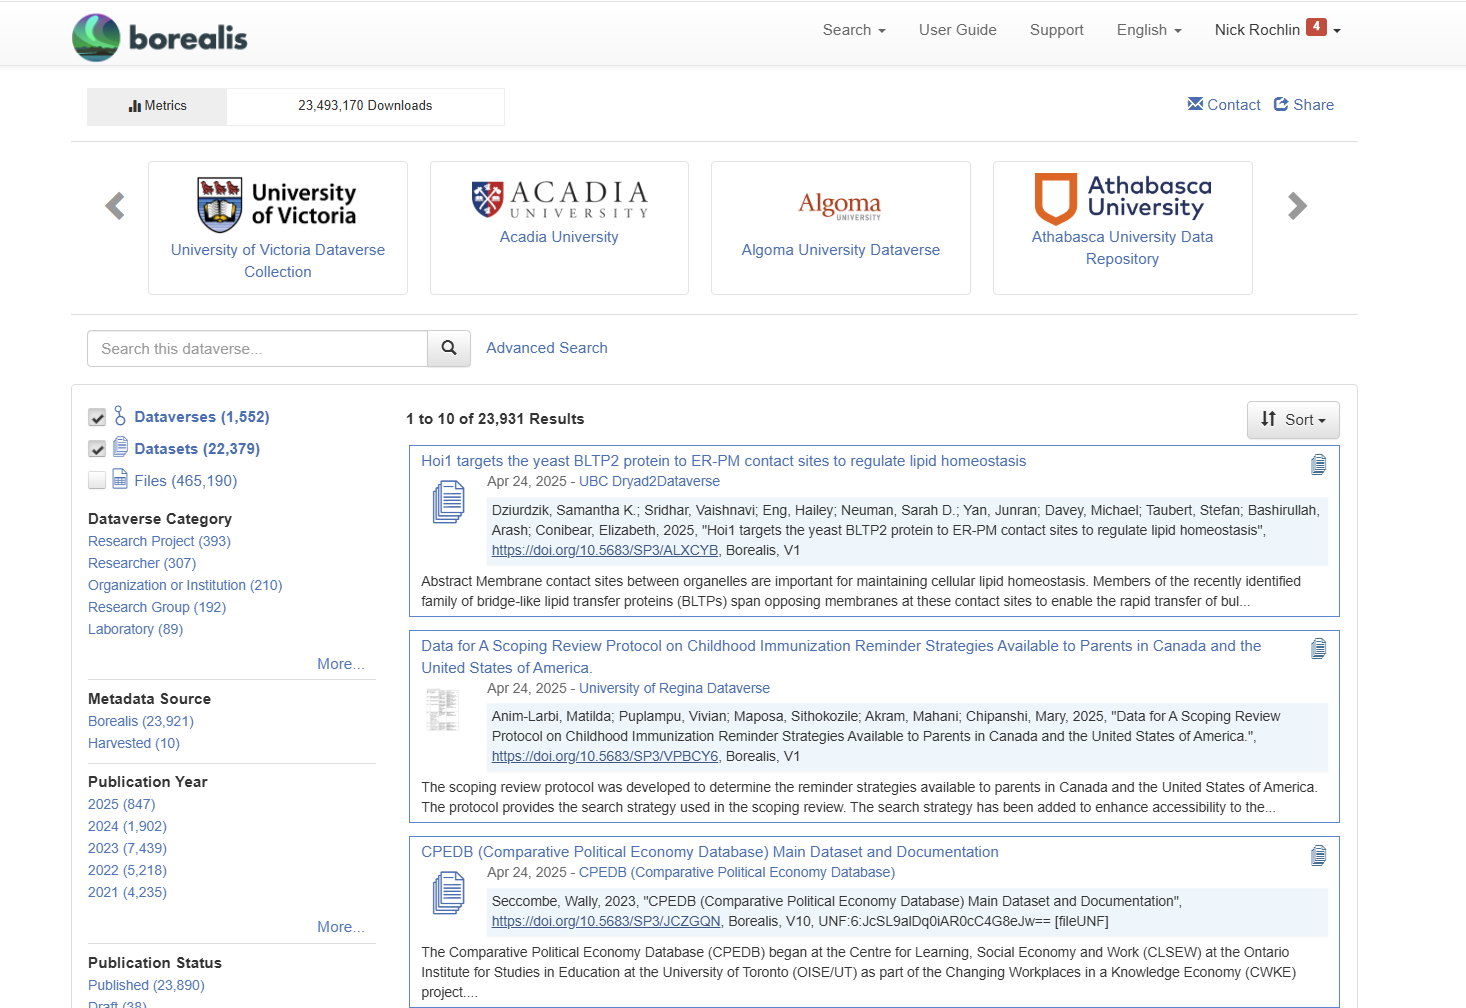 borealis
Search
User Guide
Support
English
Nick Rochlin 4
Metrics
23,493,170 Downloads
Contact
Share
University
of Victoria
University of Victoria Dataverse
Collection
ACADIA
UNIVERSITY
Acadia University
Algoma
UNIVERSITY
Algoma University Dataverse
Athabasca
University
Athabasca University Data
Repository
Search this dataverse...
Advanced Search
Dataverses (1,552)
Datasets (22,379)
Files (465,190)
Dataverse Category
Research Project (393)
Researcher (307)
Organization or Institution (210)
Research Group (192)
Laboratory (89)
More...
Metadata Source
Borealis (23,921)
Harvested (10)
Publication Year
2025 (847)
2024 (1,902)
2023 (7,439)
2022 (5,218)
2021 (4,235)
More...
Publication Status
Published (23,890)
Draft (38)
1 to 10 of 23,931 Results
Sort
Hoi1 targets the yeast BLTP2 protein to ER-PM contact sites to regulate lipid homeostasis
Apr 24, 2025 - UBC Dryad2Dataverse
Dziurdzik, Samantha K.; Sridhar, Vaishnavi; Eng, Hailey; Neuman, Sarah D.; Yan, Junran; Davey, Michael; Taubert, Stefan; Bashirullah,
Arash; Conibear, Elizabeth, 2025, "Hoi1 targets the yeast BLTP2 protein to ER-PM contact sites to regulate lipid homeostasis",
https://doi.org/10.5683/SP3/ALXCYB, Borealis, V1
Abstract Membrane contact sites between organelles are important for maintaining cellular lipid homeostasis. Members of the recently identified
family of bridge-like lipid transfer proteins (BLTPs) span opposing membranes at these contact sites to enable the rapid transfer of bul...
Data for A Scoping Review Protocol on Childhood Immunization Reminder Strategies Available to Parents in Canada and the
United States of America.
Apr 24, 2025 - University of Regina Dataverse
Anim-Larbi, Matilda; Puplampu, Vivian; Maposa, Sithokozile; Akram, Mahani; Chipanshi, Mary, 2025, "Data for A Scoping Review
Protocol on Childhood Immunization Reminder Strategies Available to Parents in Canada and the United States of America.",
https://doi.org/10.5683/SP3/VPBCY6, Borealis, V1
The scoping review protocol was developed to determine the reminder strategies available to parents in Canada and the United States of America.
The protocol provides the search strategy used in the scoping review. The search strategy has been added to enhance accessibility to the...
CPEDB (Comparative Political Economy Database) Main Dataset and Documentation
Apr 24, 2025 - CPEDB (Comparative Political Economy Database)
Seccombe, Wally, 2023, "CPEDB (Comparative Political Economy Database) Main Dataset and Documentation",
https://doi.org/10.5683/SP3/JCZGQN, Borealis, V10, UNF:6:JcSL9alDq0iAR0cC4G8eJw== [fileUNF]
The Comparative Political Economy Database (CPEDB) began at the Centre for Learning, Social Economy and Work (CLSEW) at the Ontario
Institute for Studies in Education at the University of Toronto (OISE/UT) as part of the Changing Workplaces in a Knowledge Economy (CWKE)
project....